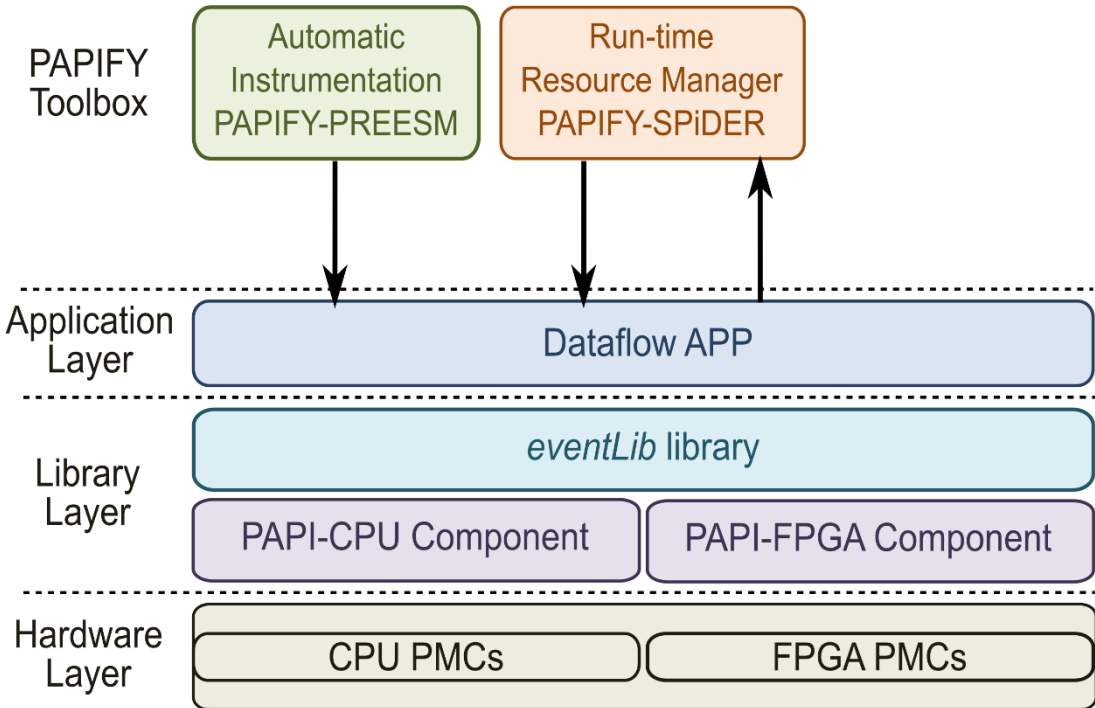 PAPIFY
Toolbox
Automatic
Instrumentation
PAPIFY-PREESM
Run-time
Resource Manager
PAPIFY-SPiDER
Application
Layer
Dataflow APP
Library
Layer
eventLib library
PAPI-CPU Component
PAPI-FPGA Component
Hardware
Layer
CPU PMCs
FPGA PMCs